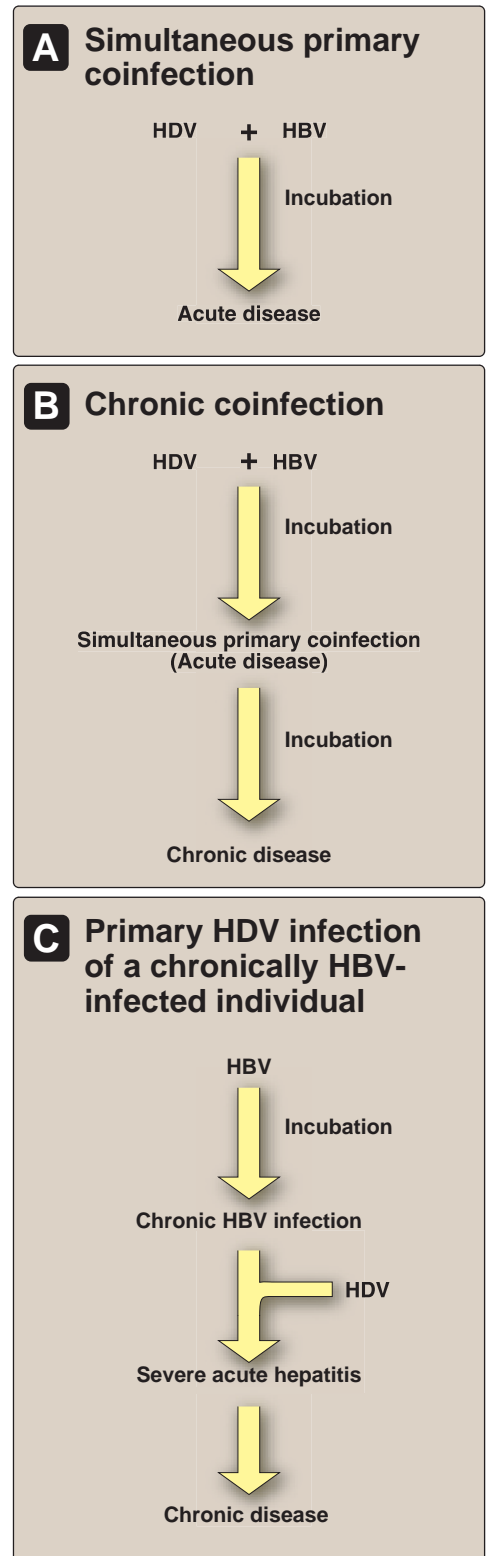 A Simultaneous primary
coinfection
HDV + HBV
Incubation
Acute disease
B Chronic coinfection
HDV + HBV
Incubation
Simultaneous primary coinfection
(Acute disease)
Incubation
Chronic disease
C Primary HDV infection
of a chronically HBV-
infected individual
HBV
Incubation
Chronic HBV infection
HDV
Severe acute hepatitis
Chronic disease